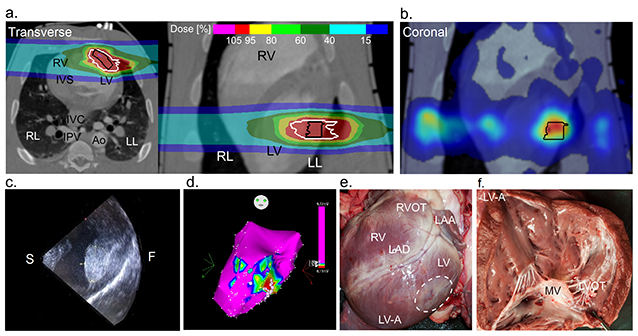 a.
Transverse
RV
IVS
LV
IVC
IPV
Ao
RL
LL
Dose [%]
105 95 80 60 40 15
RV
RL
LV
LL
b.
Coronal
c.
S
F
d.
e.
RVOT
LAA
RV
LAD
LV
LV-A
f.
LV-A
MV
LVOT